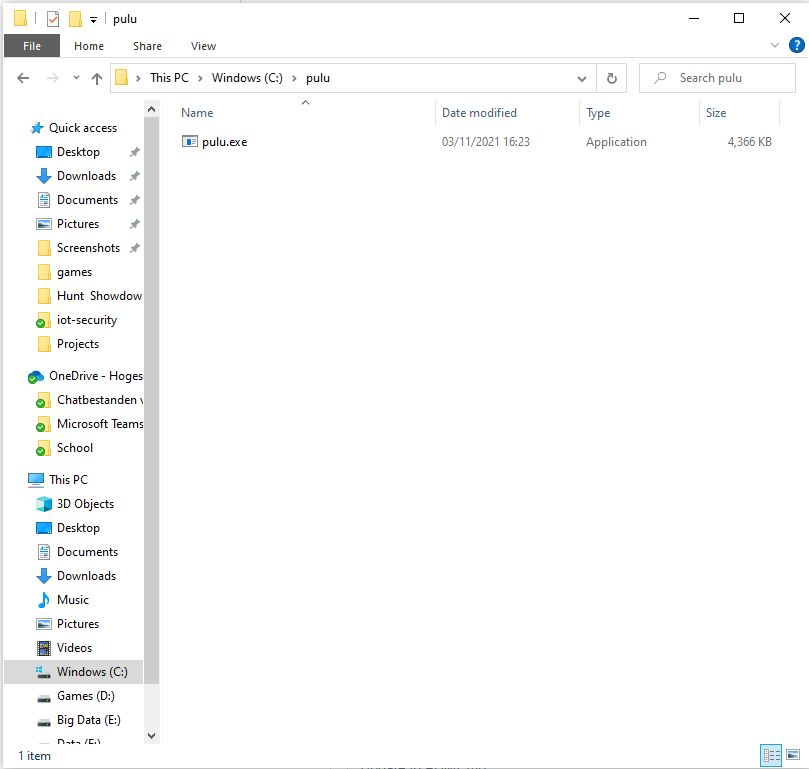 pulu
File Home Share View
?
This PC Windows (C:) pulu
Search pulu
Name Date modified Type Size
pulu.exe 03/11/2021 16:23 Application 4,366 KB
Quick access
Desktop
Downloads
Documents
Pictures
Screenshots
games
Hunt Showdow
iot-security
Projects
OneDrive - Hoges
Chatbestanden v
Microsoft Teams
School
This PC
3D Objects
Desktop
Documents
Downloads
Music
Pictures
Videos
Windows (C:)
Games (D:)
Big Data (E:)
Data (F:)
1 item